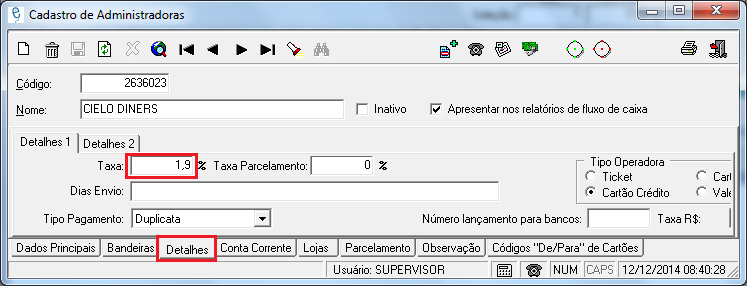 Cadastro de Administradoras
Código: 2636023
Nome: CIELO DINERS Inativo Apresentar nos relatórios de fluxo de caixa
Detalhes 1 Detalhes 2
Taxa: 1,9 % Taxa Parcelamento: 0 %
Tipo Operadora
Ticket Cart
Dias Envio: Cartão Crédito Vale
Tipo Pagamento: Duplicata Número lançamento para bancos: Taxa R$:
Dados Principais Bandeiras Detalhes Conta Corrente Lojas Parcelamento Observação Códigos "De/Para" de Cartões
Usuário: SUPERVISOR NUM CAPS 12/12/2014 08:40:28